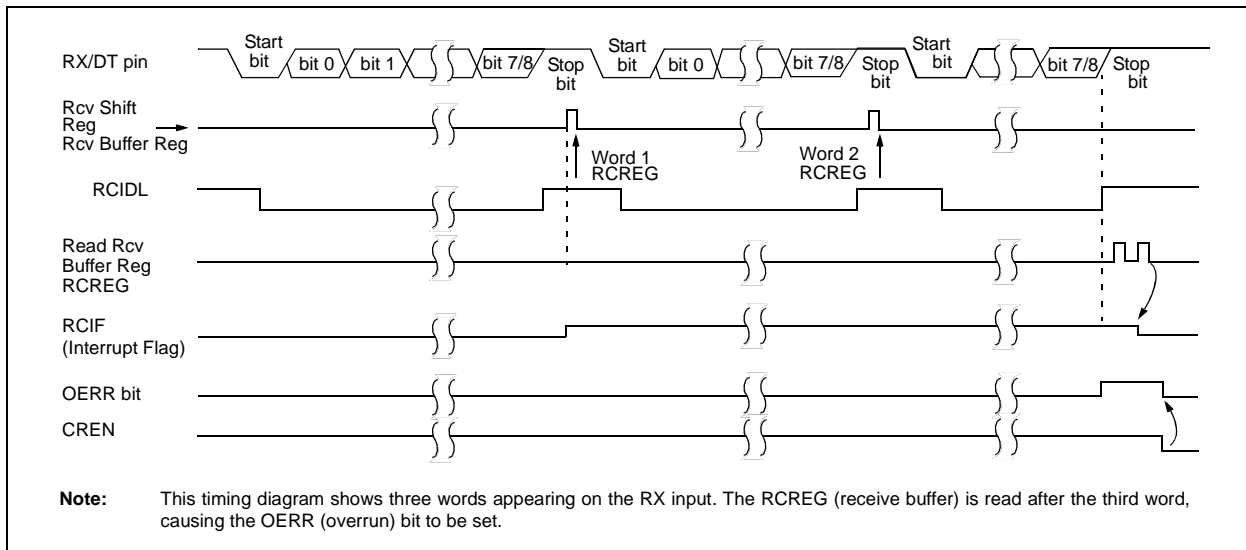 RX/DT pin
Start
bit
bit 0
bit 1
bit 7/8
Stop
bit
Start
bit
bit 0
bit 7/8
Stop
bit
Start
bit
bit 7/8
Stop
bit
Rcv Shift
Reg
Rcv Buffer Reg
Word 1
RCREG
Word 2
RCREG
RCIDL
Read Rcv
Buffer Reg
RCREG
RCIF
(Interrupt Flag)
OERR bit
CREN
Note: This timing diagram shows three words appearing on the RX input. The RCREG (receive buffer) is read after the third word,
causing the OERR (overrun) bit to be set.